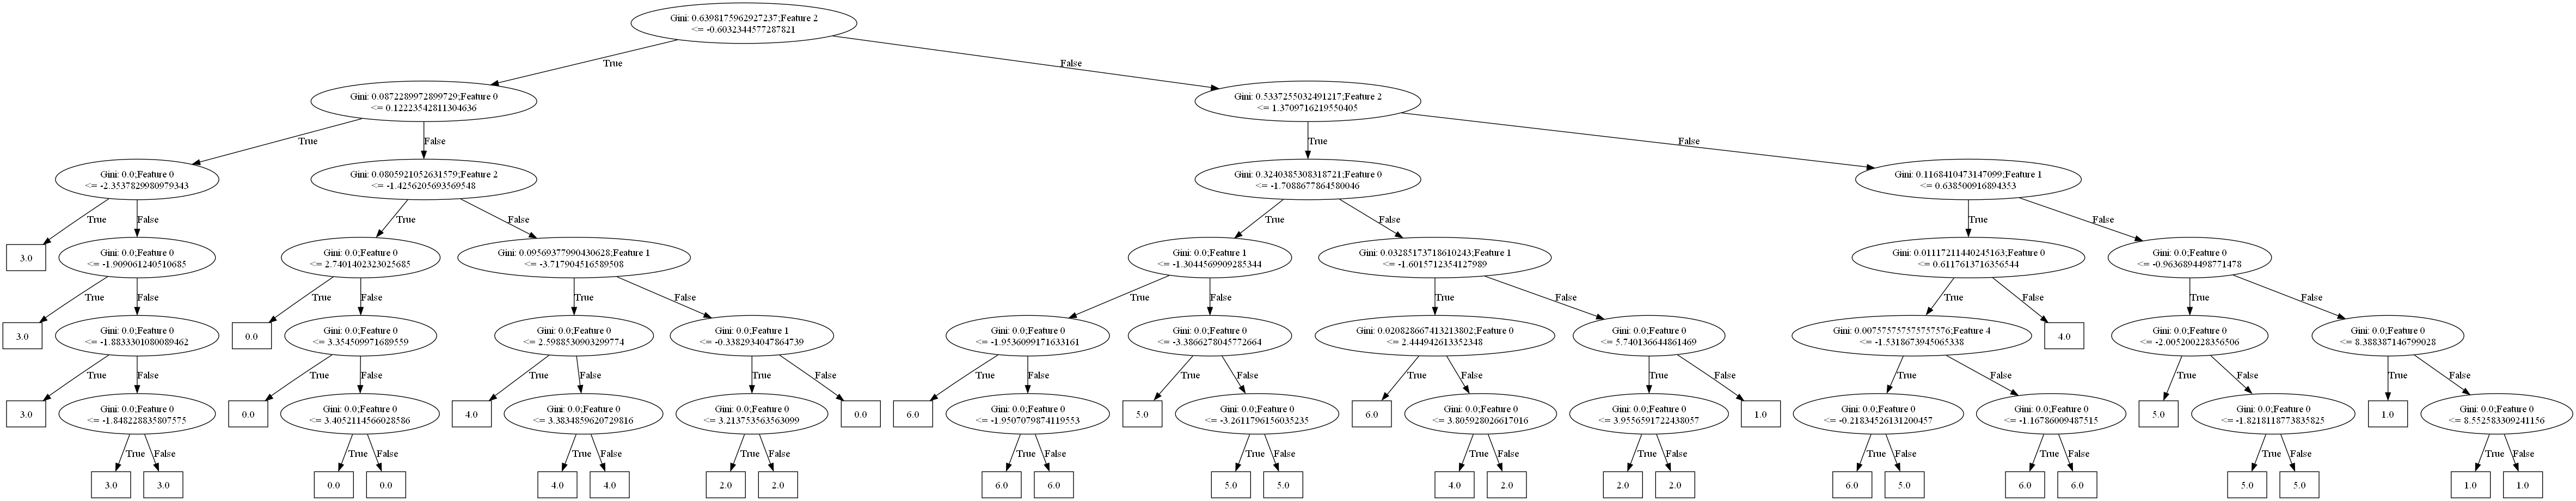 Gini: 0.6398175962927237;Feature 2
<= -0.6032344577287821
True
False
Gini: 0.0872289972899729;Feature 0
<= 0.12223542811304636
Gini: 0.5337255032491217;Feature 2
<= 1.3709716219550405
True
False
True
False
Gini: 0.0;Feature 0
<= -2.3537829980979343
Gini: 0.0805921052631579;Feature 2
<= -1.4256205693569548
Gini: 0.3240385308318721;Feature 0
<= -1.7088677864580046
Gini: 0.1168410473147099;Feature 1
<= 0.638500916894353
True
False
True
False
True
False
True
False
3.0
Gini: 0.0;Feature 0
<= -1.909061240510685
Gini: 0.0;Feature 0
<= 2.7401402323025685
Gini: 0.09569377990430628;Feature 1
<= -3.717904516589508
Gini: 0.0;Feature 1
<= -1.3044569909285344
Gini: 0.03285173718610243;Feature 1
<= -1.6015712354127989
Gini: 0.01117211440245163;Feature 0
<= 0.6117613716356544
Gini: 0.0;Feature 0
<= -0.9636894498771478
True
False
True
False
True
False
True
False
True
False
True
False
True
False
3.0
Gini: 0.0;Feature 0
<= -1.8833301080089462
0.0
Gini: 0.0;Feature 0
<= 3.354509971689559
Gini: 0.0;Feature 0
<= 2.5988530903299774
Gini: 0.0;Feature 1
<= -0.3382934047864739
Gini: 0.0;Feature 0
<= -1.9536099171633161
Gini: 0.0;Feature 0
<= -3.3866278045772664
Gini: 0.020828667413213802;Feature 0
<= 2.444942613352348
Gini: 0.0;Feature 0
<= 5.740136644861469
Gini: 0.007575757575757576;Feature 4
<= -1.5318673945065338
4.0
Gini: 0.0;Feature 0
<= -2.005200228356506
Gini: 0.0;Feature 0
<= 8.388387146799028
True
False
True
False
True
False
True
False
True
False
True
False
True
False
True
False
True
False
True
False
True
False
3.0
Gini: 0.0;Feature 0
<= -1.848228835807575
0.0
Gini: 0.0;Feature 0
<= 3.4052114566028586
4.0
Gini: 0.0;Feature 0
<= 3.3834859620729816
Gini: 0.0;Feature 0
<= 3.213753563563099
0.0
6.0
Gini: 0.0;Feature 0
<= -1.9507079874119553
5.0
Gini: 0.0;Feature 0
<= -3.2611796156035235
6.0
Gini: 0.0;Feature 0
<= 3.805928026617016
Gini: 0.0;Feature 0
<= 3.9556591722438057
1.0
Gini: 0.0;Feature 0
<= -0.21834526131200457
Gini: 0.0;Feature 0
<= -1.16786009487515
5.0
Gini: 0.0;Feature 0
<= -1.8218118773835825
1.0
Gini: 0.0;Feature 0
<= 8.552583309241156
True
False
True
False
True
False
True
False
True
False
True
False
True
False
True
False
True
False
True
False
True
False
True
False
3.0
3.0
0.0
0.0
4.0
4.0
2.0
2.0
6.0
6.0
5.0
5.0
4.0
2.0
2.0
2.0
6.0
5.0
6.0
6.0
5.0
5.0
1.0
1.0